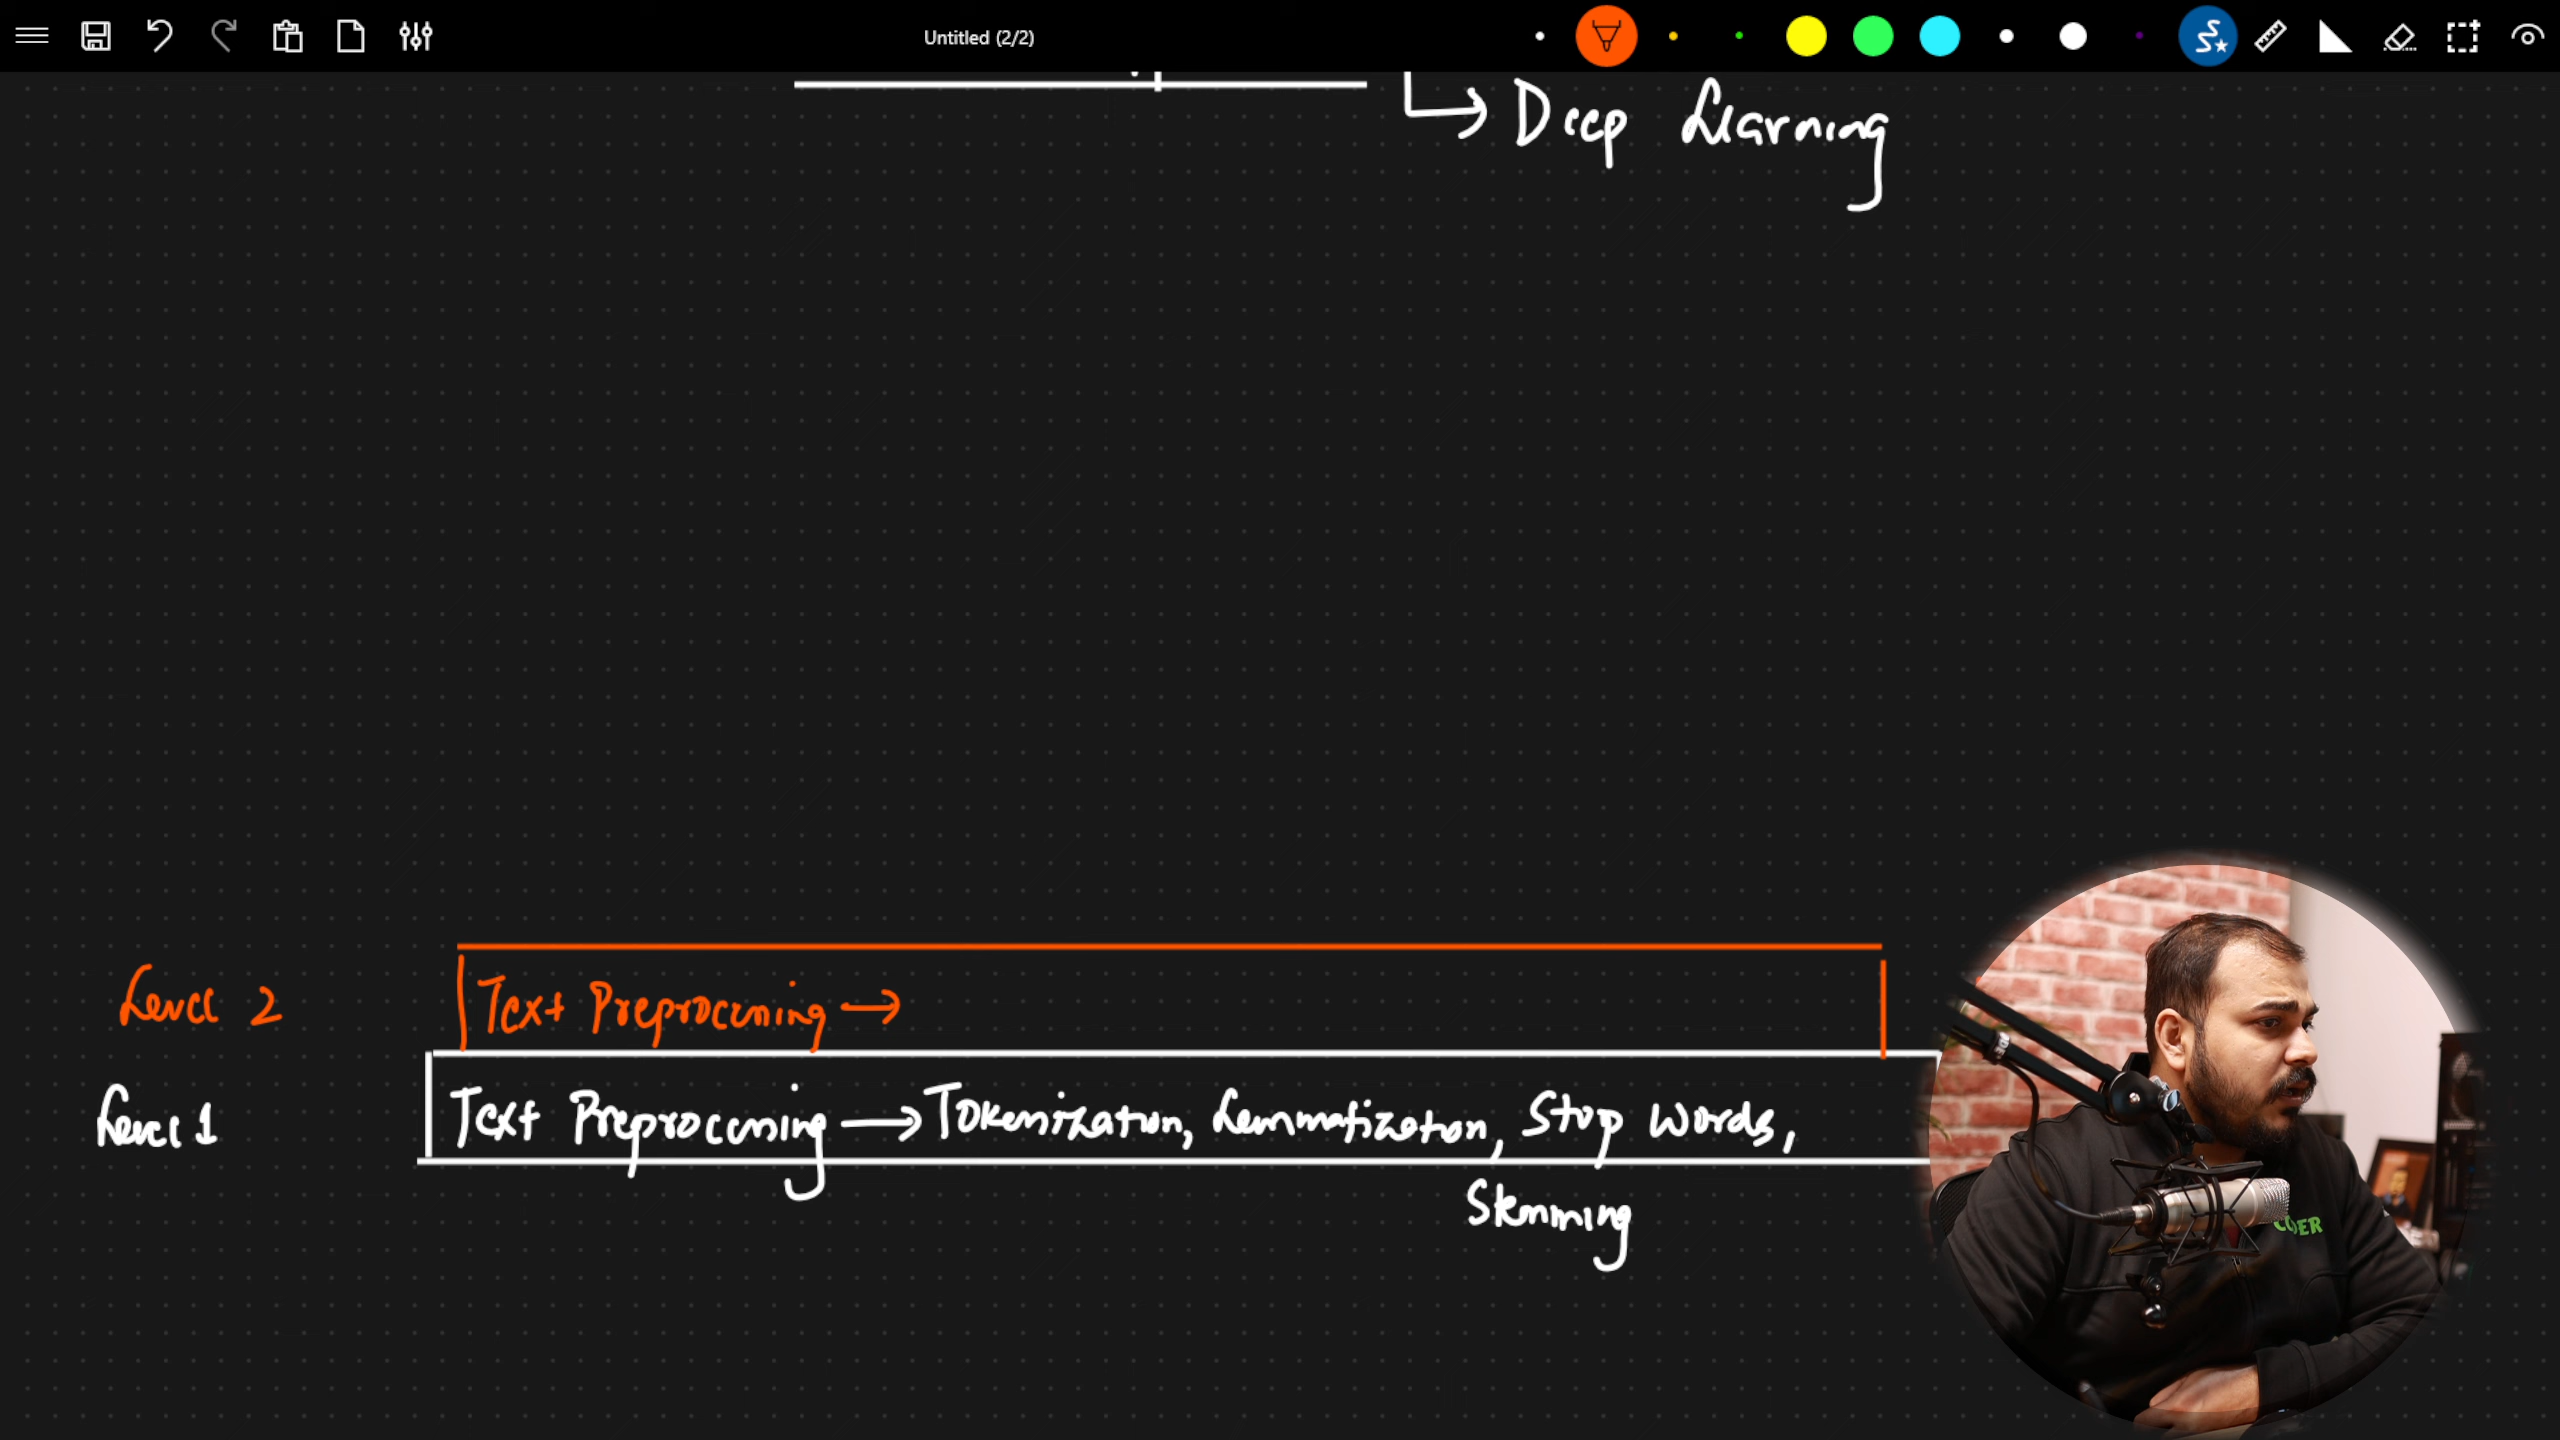 Untitled (2/2)
Deep Learning
Level 2
Text Preprocessing →
Level 1
Text Preprocessing → Tokenization, Lemmatization, Stop Words,
Stemming